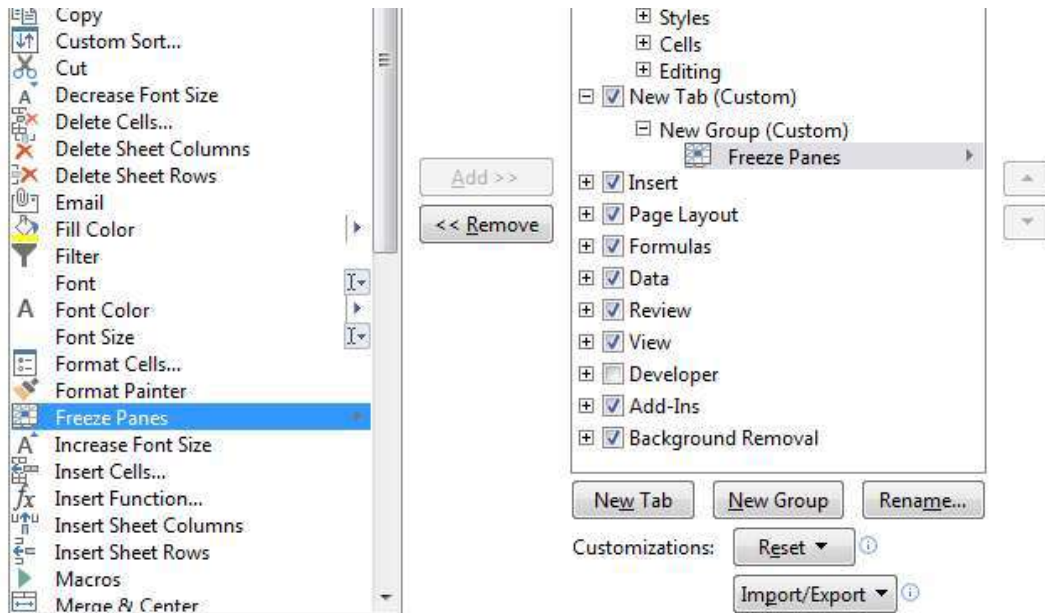 Copy
Custom Sort...
Cut
Decrease Font Size
Delete Cells...
Delete Sheet Columns
Delete Sheet Rows
Email
Fill Color
Filter
Font
Font Color
Font Size
Format Cells...
Format Painter
Freeze Panes
Increase Font Size
Insert Cells...
Insert Function...
Insert Sheet Columns
Insert Sheet Rows
Macros
Merge & Center
Add >>
<< Remove
Styles
Cells
Editing
New Tab (Custom)
New Group (Custom)
Freeze Panes
Insert
Page Layout
Formulas
Data
Review
View
Developer
Add-Ins
Background Removal
New Tab
New Group
Rename...
Customizations:
Reset
Import/Export